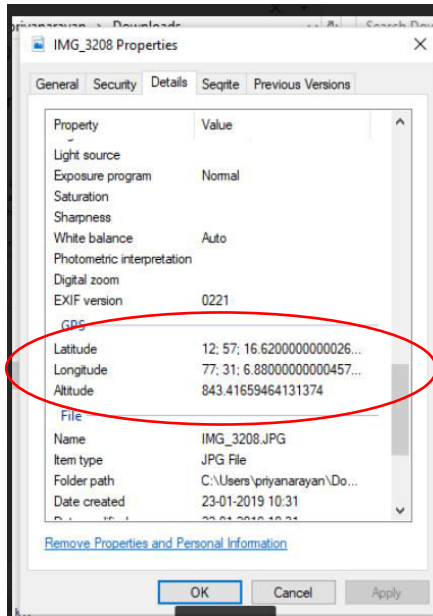 priyanarayan > Downloads Search Dow
IMG_3208 Properties
General Security Details Seqrite Previous Versions
Property Value
Light source
Exposure program Normal
Saturation
Sharpness
White balance Auto
Photometric interpretation
Digital zoom
EXIF version 0221
GPS
Latitude 12; 57; 16.6200000000026...
Longitude 77; 31; 6.88000000000457...
Altitude 843.41659464131374
File
Name IMG_3208.JPG
Item type JPG File
Folder path C:\Users\priyanarayan\Do...
Date created 23-01-2019 10:31
Remove Properties and Personal Information
OK Cancel Apply